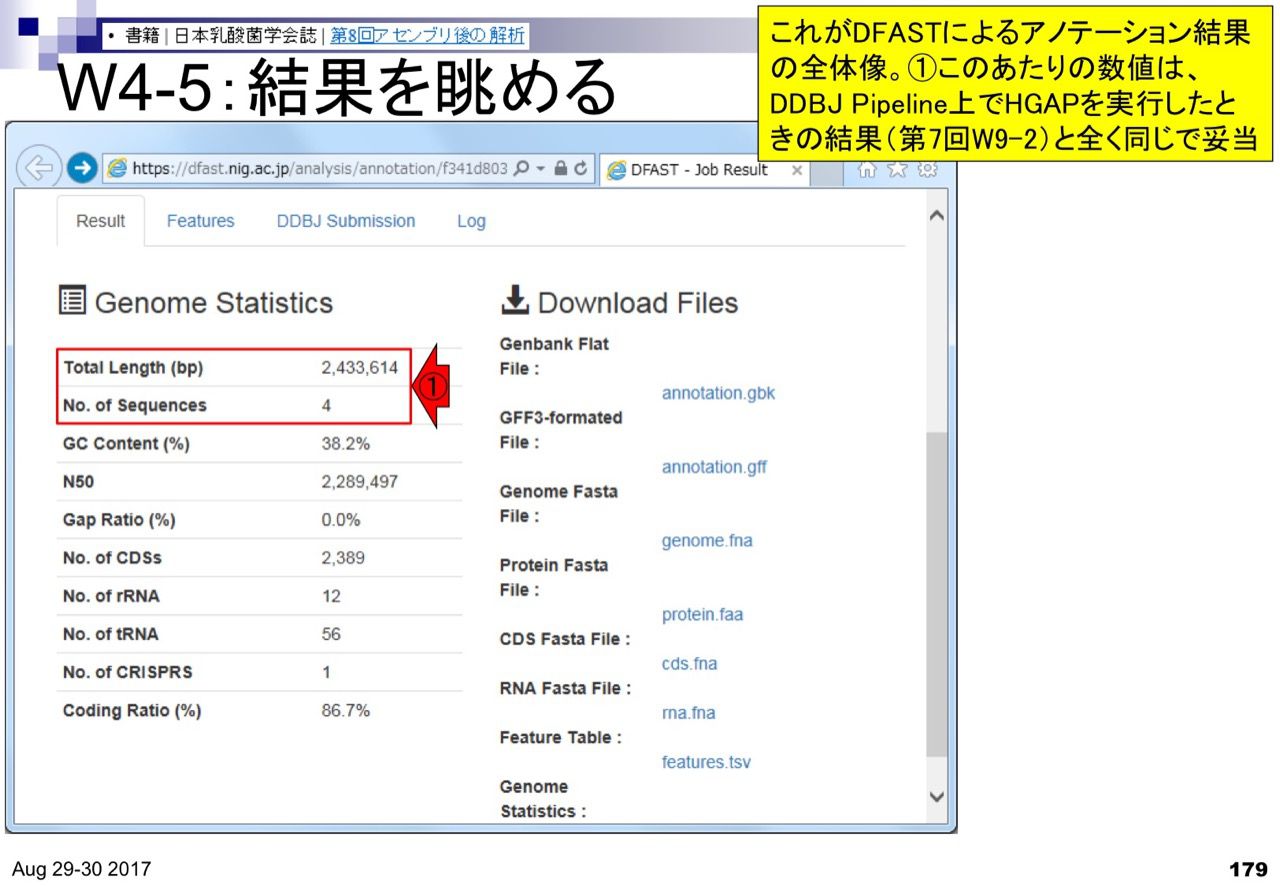 • 書籍 | 日本乳酸菌学会誌 | 第8回アセンブリ後の解析
W4-5：結果を眺める
これがDFASTによるアノテーション結果
の全体像。①このあたりの数値は、
DDBJ Pipeline上でHGAPを実行したと
きの結果（第7回W9-2）と全く同じで妥当
https://dfast.nig.ac.jp/analysis/annotation/f341d803
DFAST - Job Result ×
Result Features DDBJ Submission Log
Genome Statistics
Total Length (bp) 2,433,614
①
No. of Sequences 4
GC Content (%) 38.2%
N50 2,289,497
Gap Ratio (%) 0.0%
No. of CDSs 2,389
No. of rRNA 12
No. of tRNA 56
No. of CRISPRS 1
Coding Ratio (%) 86.7%
Download Files
Genbank Flat
File :
annotation.gbk
GFF3-formated
File :
annotation.gff
Genome Fasta
File :
genome.fna
Protein Fasta
File :
protein.faa
CDS Fasta File :
cds.fna
RNA Fasta File :
rna.fna
Feature Table :
features.tsv
Genome
Statistics :
Aug 29-30 2017
179